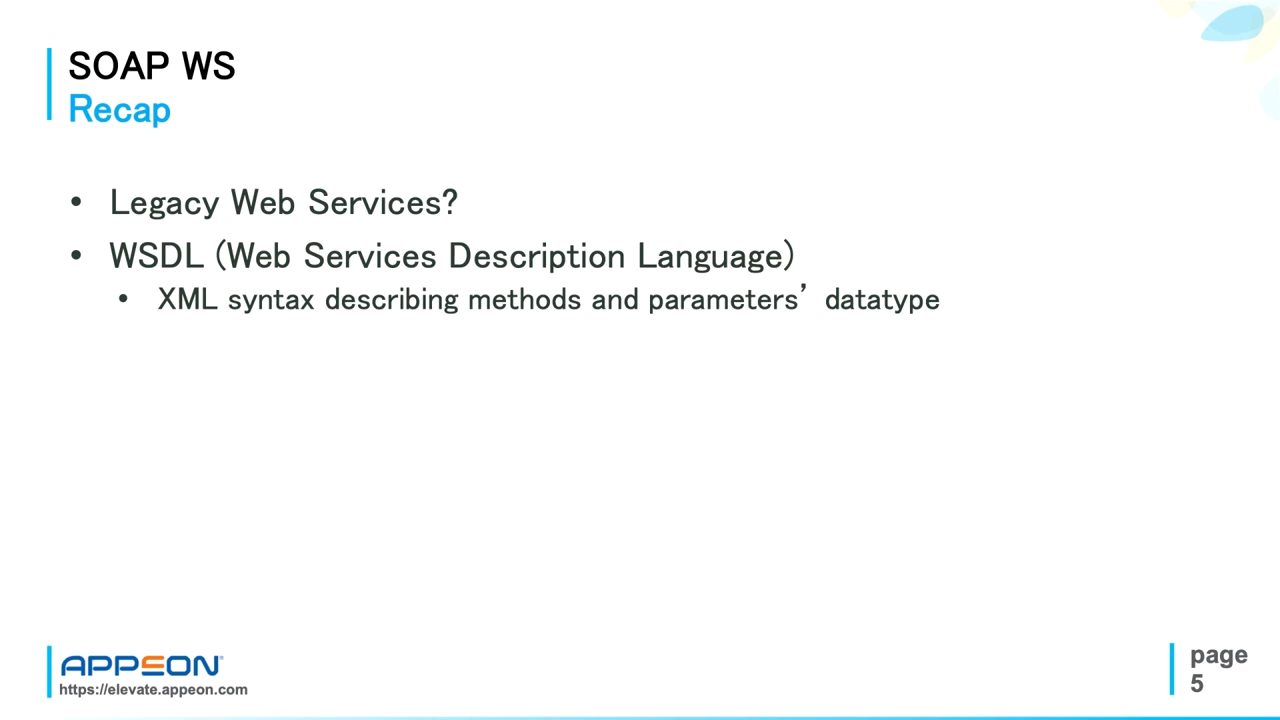 SOAP WS
Recap
• Legacy Web Services?
• WSDL (Web Services Description Language)
• XML syntax describing methods and parameters’ datatype
APPEON®
https://elevate.appeon.com
page
5